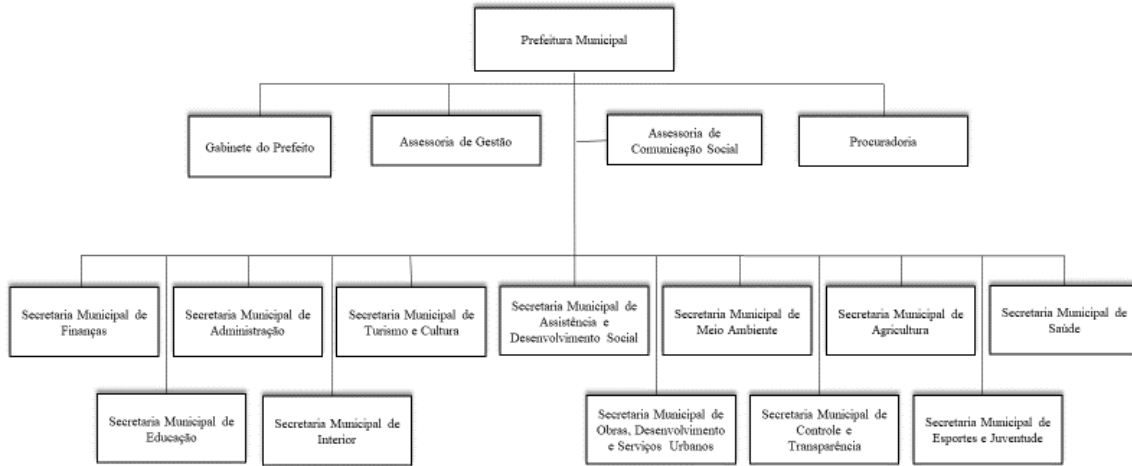 Prefeitura Municipal
Gabinete do Prefeito
Assessoria de Gestão
Assessoria de
Comunicação Social
Procuradoria
Secretaria Municipal de
Finanças
Secretaria Municipal de
Administração
Secretaria Municipal de
Turismo e Cultura
Secretaria Municipal de
Assistência e
Desenvolvimento Social
Secretaria Municipal de
Meio Ambiente
Secretaria Municipal de
Agricultura
Secretaria Municipal de
Saúde
Secretaria Municipal de
Educação
Secretaria Municipal de
Interior
Secretaria Municipal de
Obras, Desenvolvimento
e Serviços Urbanos
Secretaria Municipal de
Controle e
Transparência
Secretaria Municipal de
Esportes e Juventude